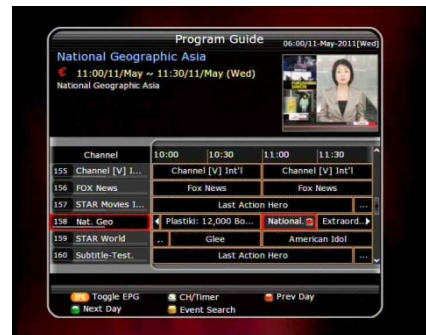 Program Guide
06:00/11-May-2011[Wed]
National Geographic Asia
11:00/11/May ~ 11:30/11/May (Wed)
National Geographic Asia
Channel 10:00 10:30 11:00 11:30
155 Channel [V] I... Channel [V] Int'l Channel [V] Int'l
156 FOX News Fox News Fox News
157 STAR Movies I... Last Action Hero ...
158 Nat. Geo Plastiki: 12,000 Bo... National. Extraord..
159 STAR World .. Glee American Idol
160 Subtitle-Test. Last Action Hero ...
EPG Toggle EPG CH/Timer Prev Day
Next Day Event Search